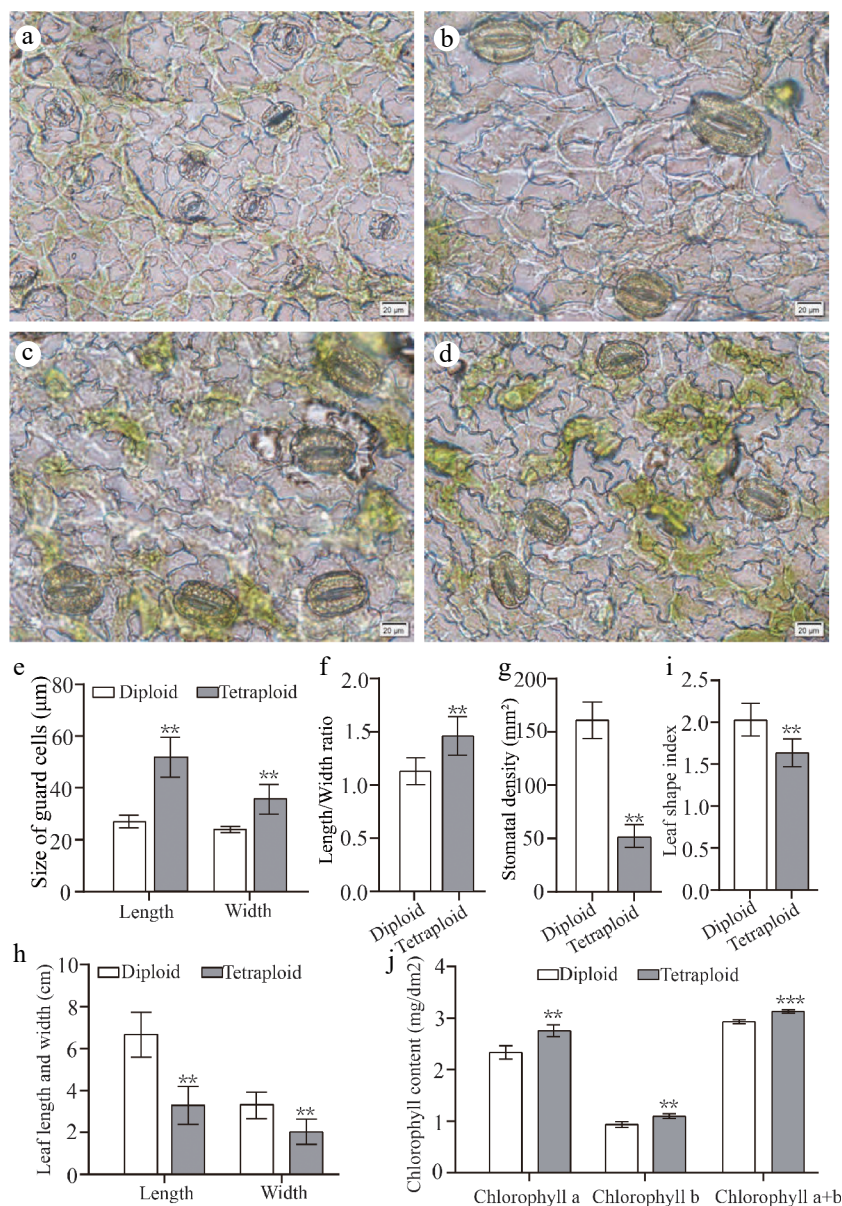 a
b
20 µm
20 µm
c
d
20 µm
20 µm
e
Size of guard cells (µm)
80
60
40
20
0
Diploid
Tetraploid
**
**
Length
Width
f
Length/Width ratio
2.0
1.5
1.0
0.5
0.0
**
Diploid
Tetraploid
g
Stomatal density (mm²)
200
150
100
50
0
**
Diploid
Tetraploid
i
Leaf shape index
2.5
2.0
1.5
1.0
0.5
0.0
**
Diploid
Tetraploid
h
Leaf length and width (cm)
10
8
6
4
2
0
Diploid
Tetraploid
**
**
Length
Width
j
Chlorophyll content (mg/dm2)
4
3
2
1
0
Diploid
Tetraploid
**
**
***
Chlorophyll a
Chlorophyll b
Chlorophyll a+b